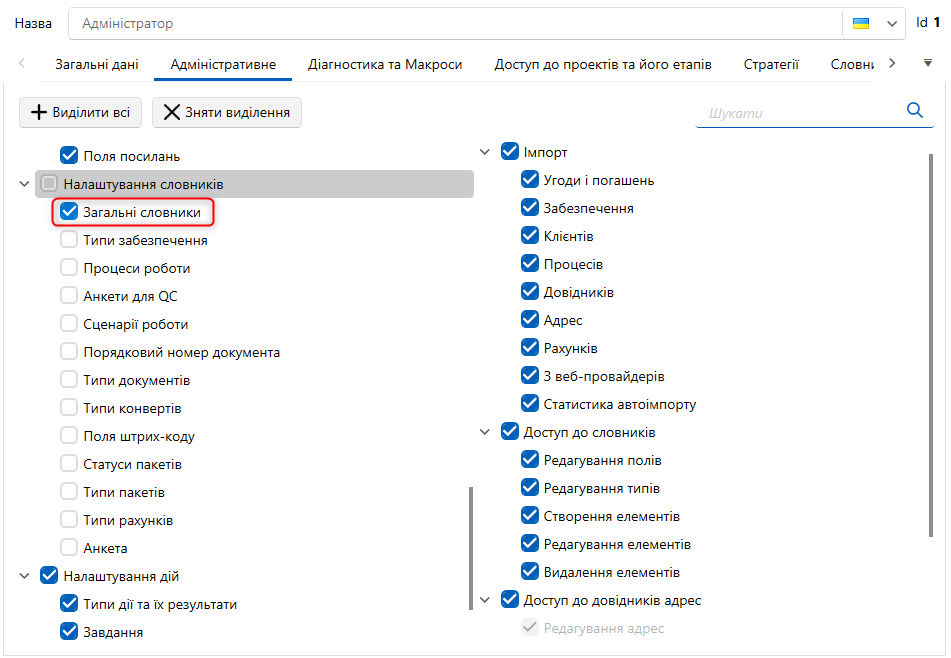 Назва Адміністратор Id 1
Загальні дані Адміністративне Діагностика та Макроси Доступ до проектів та його етапів Стратегії Словни
Виділити всі Зняти виділення Шукати
Поля посилань
Налаштування словників
Загальні словники
Типи забезпечення
Процеси роботи
Анкети для QC
Сценарії роботи
Порядковий номер документа
Типи документів
Типи конвертів
Поля штрих-коду
Статуси пакетів
Типи пакетів
Типи рахунків
Анкета
Налаштування дій
Типи дії та їх результати
Завдання
Імпорт
Угоди і погашень
Забезпечення
Клієнтів
Процесів
Довідників
Адрес
Рахунків
З веб-провайдерів
Статистика автоімпорту
Доступ до словників
Редагування полів
Редагування типів
Створення елементів
Редагування елементів
Видалення елементів
Доступ до довідників адрес
Редагування адрес